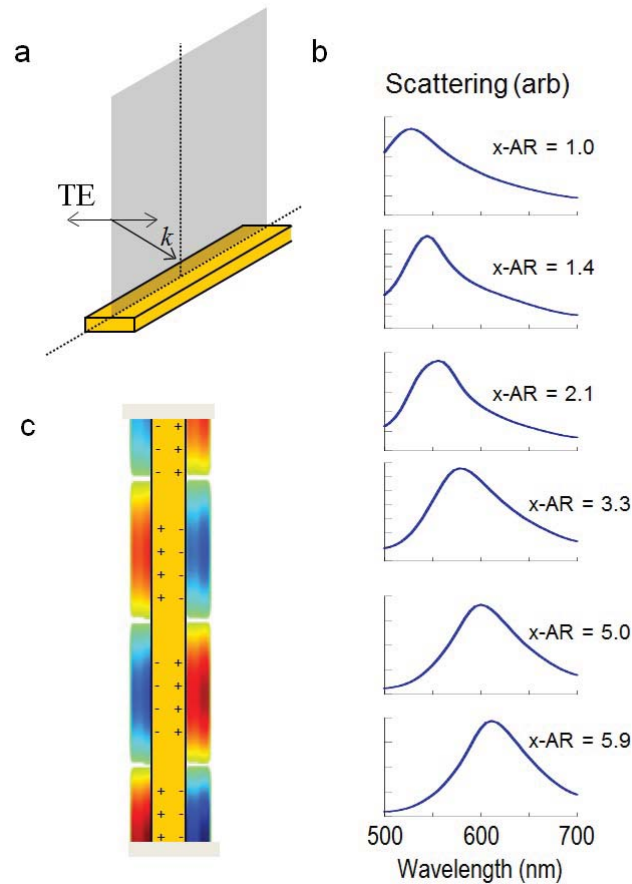 a
TE
k
b
Scattering (arb)
x-AR = 1.0
x-AR = 1.4
x-AR = 2.1
x-AR = 3.3
x-AR = 5.0
x-AR = 5.9
500 600 700
Wavelength (nm)
c
- +
- +
- +
+ -
+ -
+ -
+ -
- +
- +
- +
- +
+ -
+ -
+ -